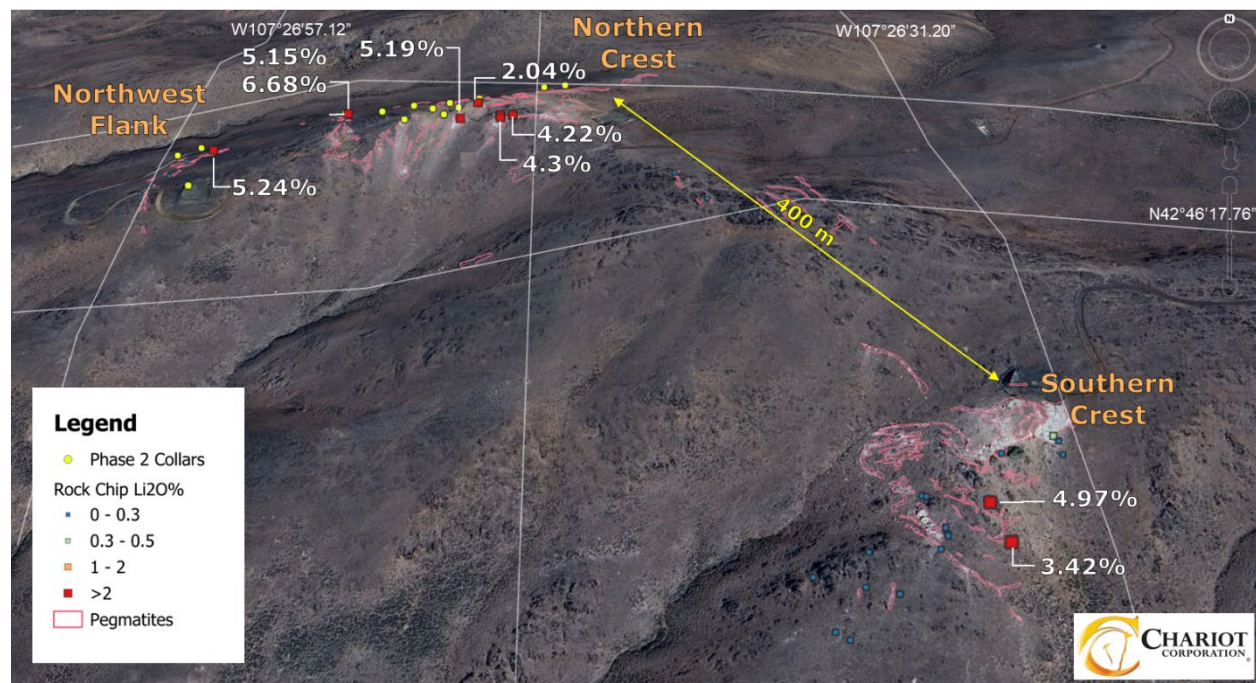 N
W107°26'57.12"
W107°26'31.20"
Northern
Crest
5.15%
6.68%
5.19%
2.04%
Northwest
Flank
4.22%
4.3%
5.24%
400 m
N42°46'17.76"
Southern
Crest
4.97%
3.42%
Legend
Phase 2 Collars
Rock Chip Li2O%
0 - 0.3
0.3 - 0.5
1 - 2
>2
Pegmatites
CHARIOT
CORPORATION